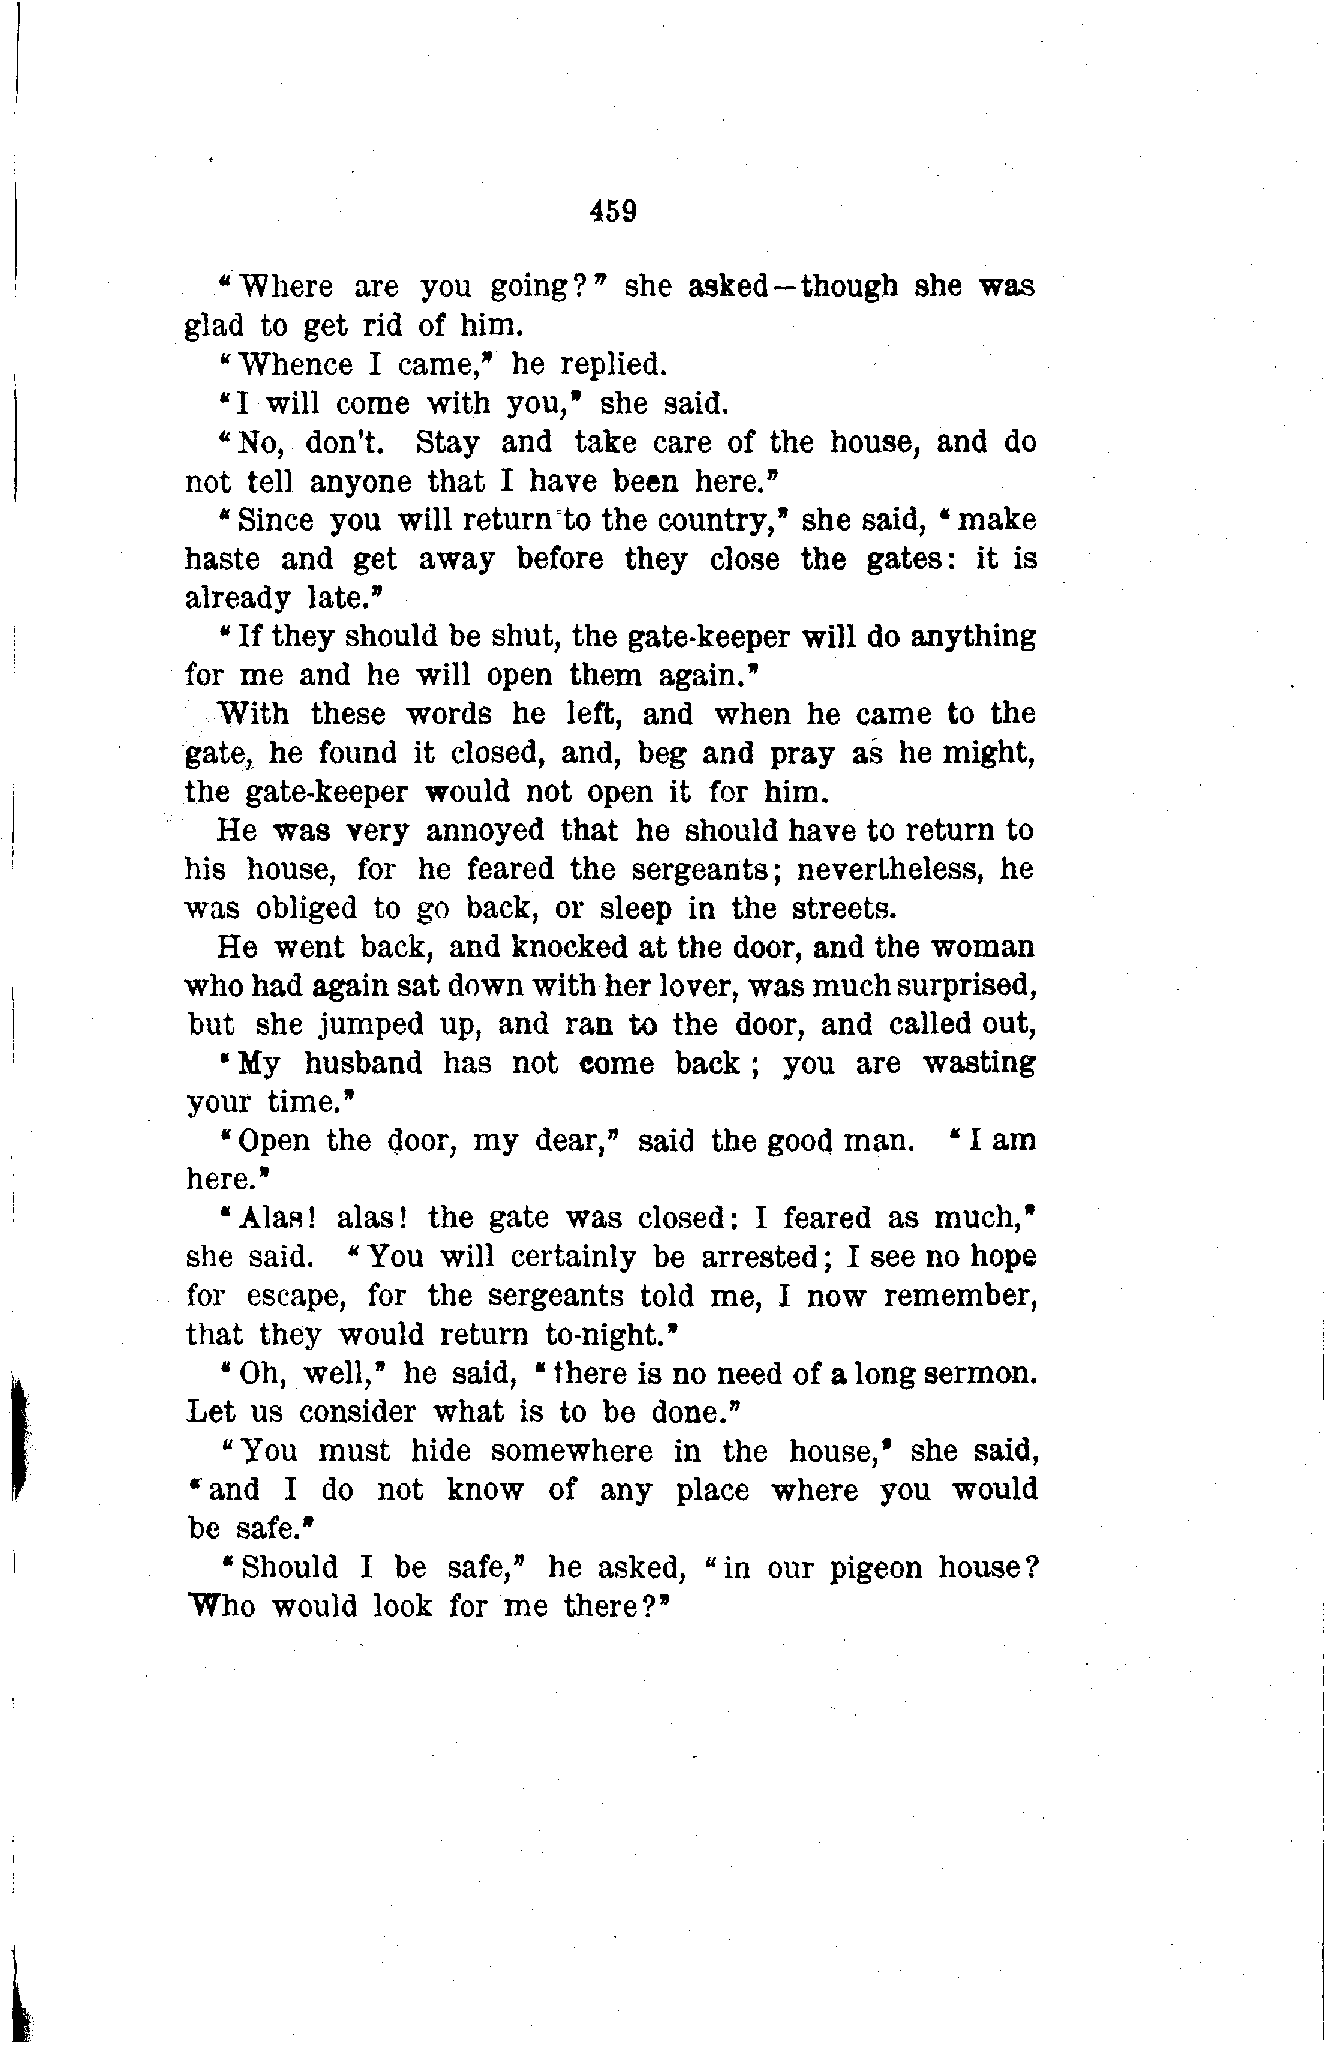 459
“Where are you going?” she asked—though she was
glad to get rid of him.
“Whence I came,” he replied.
“I will come with you,” she said.
“No, don't. Stay and take care of the house, and do
not tell anyone that I have been here.”
“Since you will return to the country,” she said, “make
haste and get away before they close the gates: it is
already late.”
“If they should be shut, the gate-keeper will do anything
for me and he will open them again.”
With these words he left, and when he came to the
gate, he found it closed, and, beg and pray as he might,
the gate-keeper would not open it for him.
He was very annoyed that he should have to return to
his house, for he feared the sergeants; nevertheless, he
was obliged to go back, or sleep in the streets.
He went back, and knocked at the door, and the woman
who had again sat down with her lover, was much surprised,
but she jumped up, and ran to the door, and called out,
“My husband has not come back; you are wasting
your time.”
“Open the door, my dear,” said the good man. “I am
here.”
“Alas! alas! the gate was closed: I feared as much,”
she said. “You will certainly be arrested; I see no hope
for escape, for the sergeants told me, I now remember,
that they would return to-night.”
“Oh, well,” he said, “there is no need of a long sermon.
Let us consider what is to be done.”
“You must hide somewhere in the house,” she said,
“and I do not know of any place where you would
be safe.”
“Should I be safe,” he asked, “in our pigeon house?
Who would look for me there?”